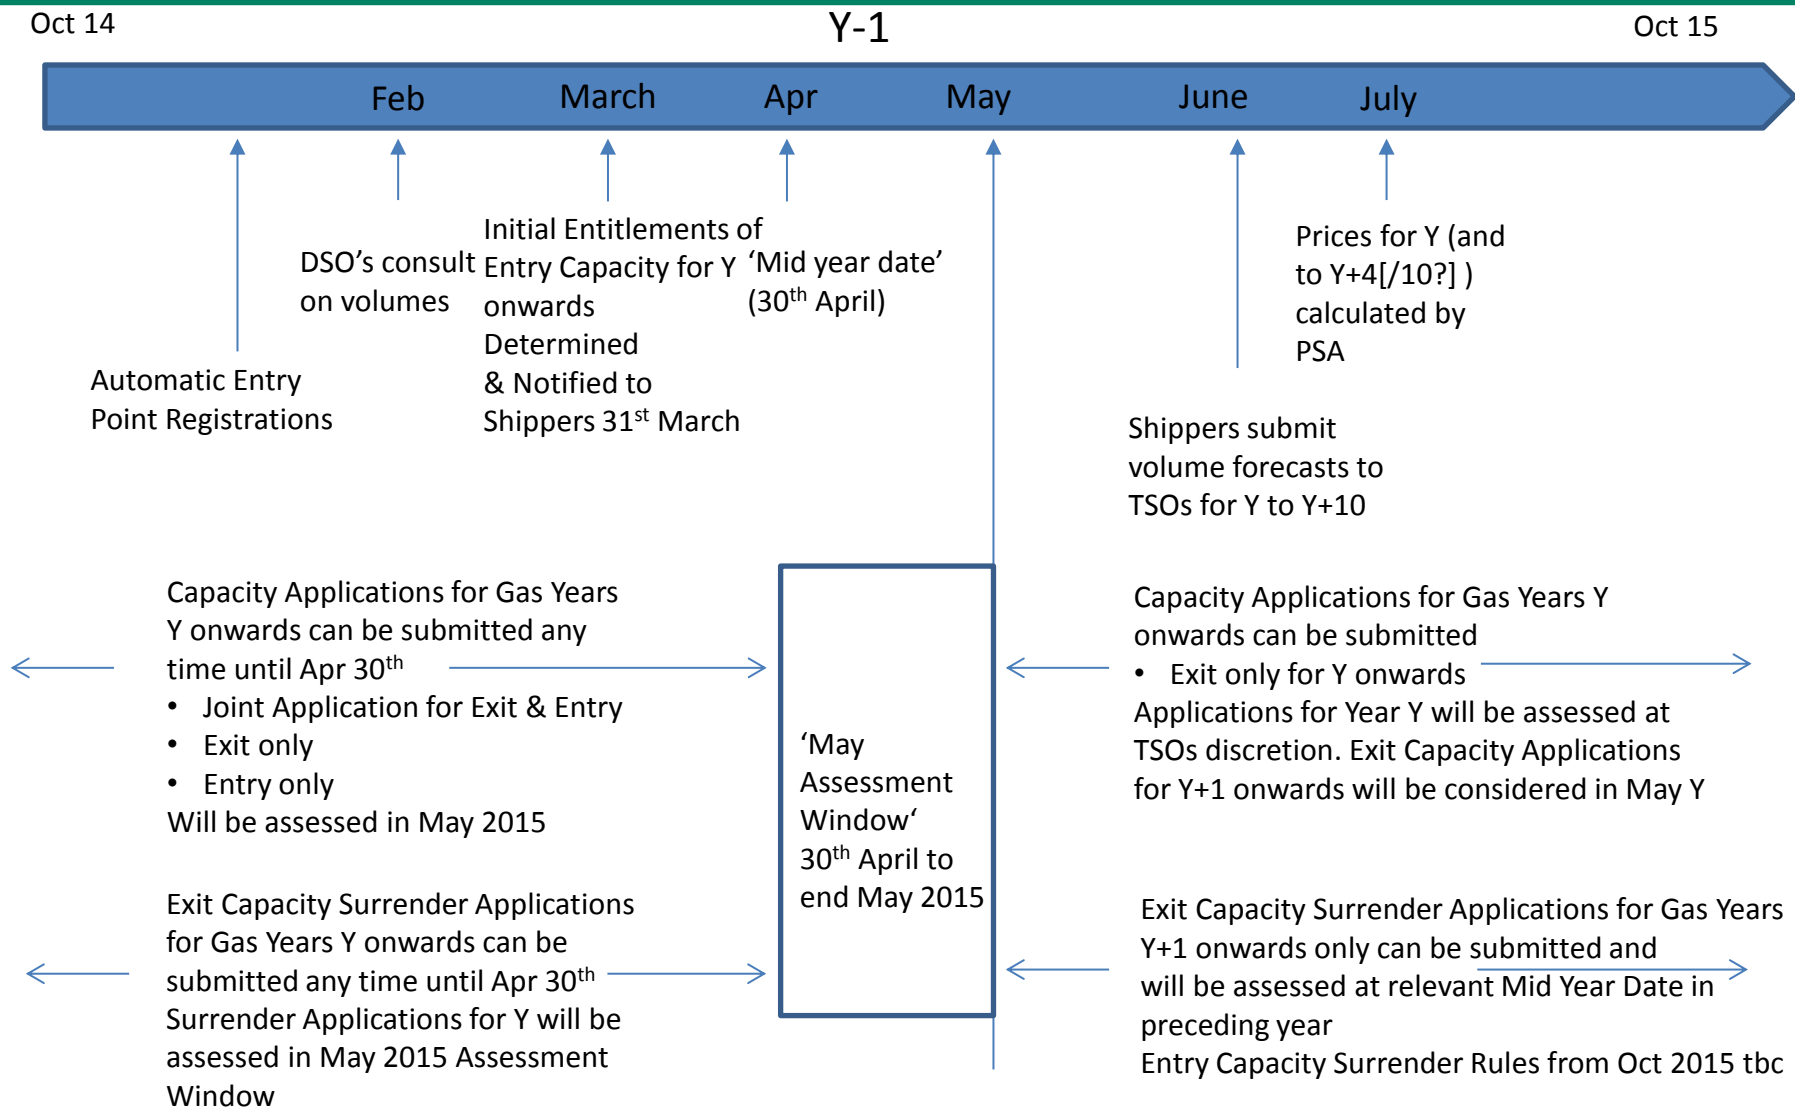 Oct 14
Y-1
Oct 15
Feb
March
Apr
May
June
July
Automatic Entry
Point Registrations
DSO's consult
on volumes
Initial Entitlements of
Entry Capacity for Y
onwards
Determined
& Notified to
Shippers 31st March
‘Mid year date’
(30th April)
Shippers submit
volume forecasts to
TSOs for Y to Y+10
Prices for Y (and
to Y+4[/10?] )
calculated by
PSA
Capacity Applications for Gas Years
Y onwards can be submitted any
time until Apr 30th
• Joint Application for Exit & Entry
• Exit only
• Entry only
Will be assessed in May 2015
Exit Capacity Surrender Applications
for Gas Years Y onwards can be
submitted any time until Apr 30th
Surrender Applications for Y will be
assessed in May 2015 Assessment
Window
‘May
Assessment
Window‘
30th April to
end May 2015
Capacity Applications for Gas Years Y
onwards can be submitted
• Exit only for Y onwards
Applications for Year Y will be assessed at
TSOs discretion. Exit Capacity Applications
for Y+1 onwards will be considered in May Y
Exit Capacity Surrender Applications for Gas Years
Y+1 onwards only can be submitted and
will be assessed at relevant Mid Year Date in
preceding year
Entry Capacity Surrender Rules from Oct 2015 tbc